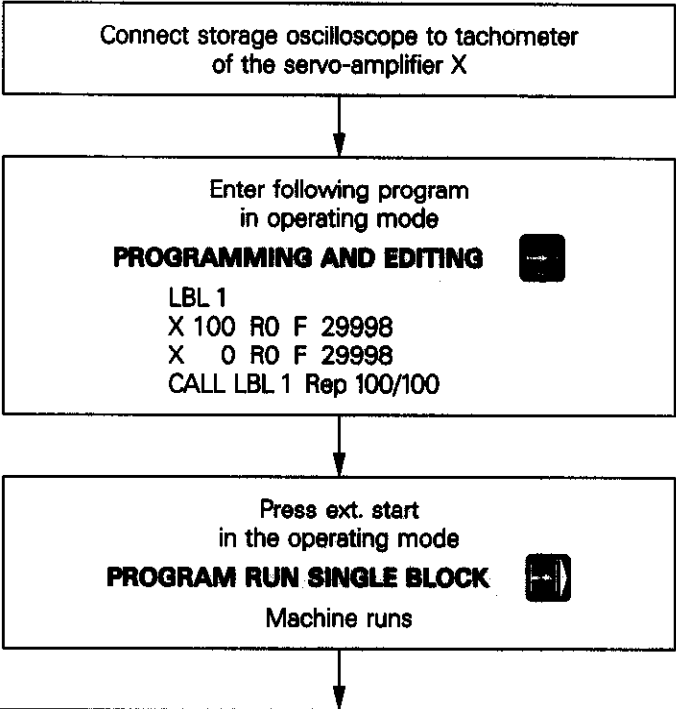 Connect storage oscilloscope to tachometer
of the servo-amplifier X
Enter following program
in operating mode
PROGRAMMING AND EDITING
LBL 1
X 100 R0 F 29998
X 0 R0 F 29998
CALL LBL 1 Rep 100/100
Press ext. start
in the operating mode
PROGRAM RUN SINGLE BLOCK
Machine runs